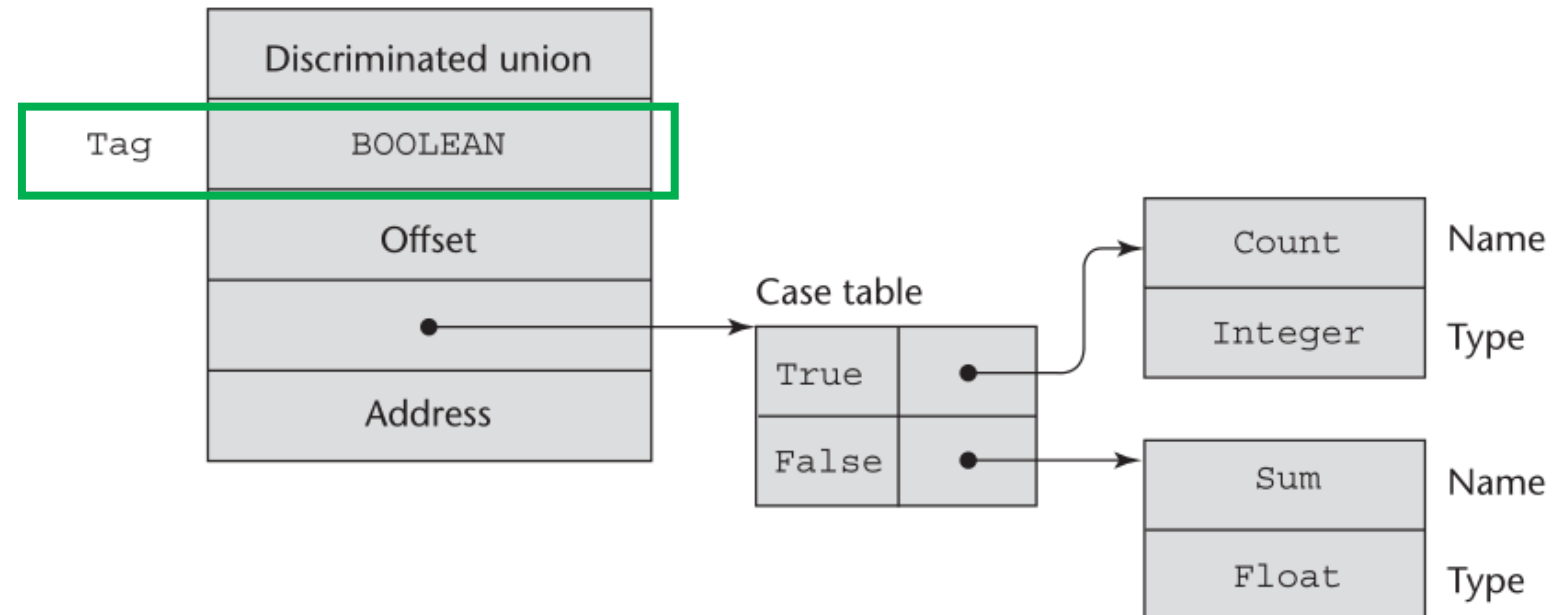 Discriminated union
Tag BOOLEAN
Offset
Address
Case table
True
False
Count Name
Integer Type
Sum Name
Float Type